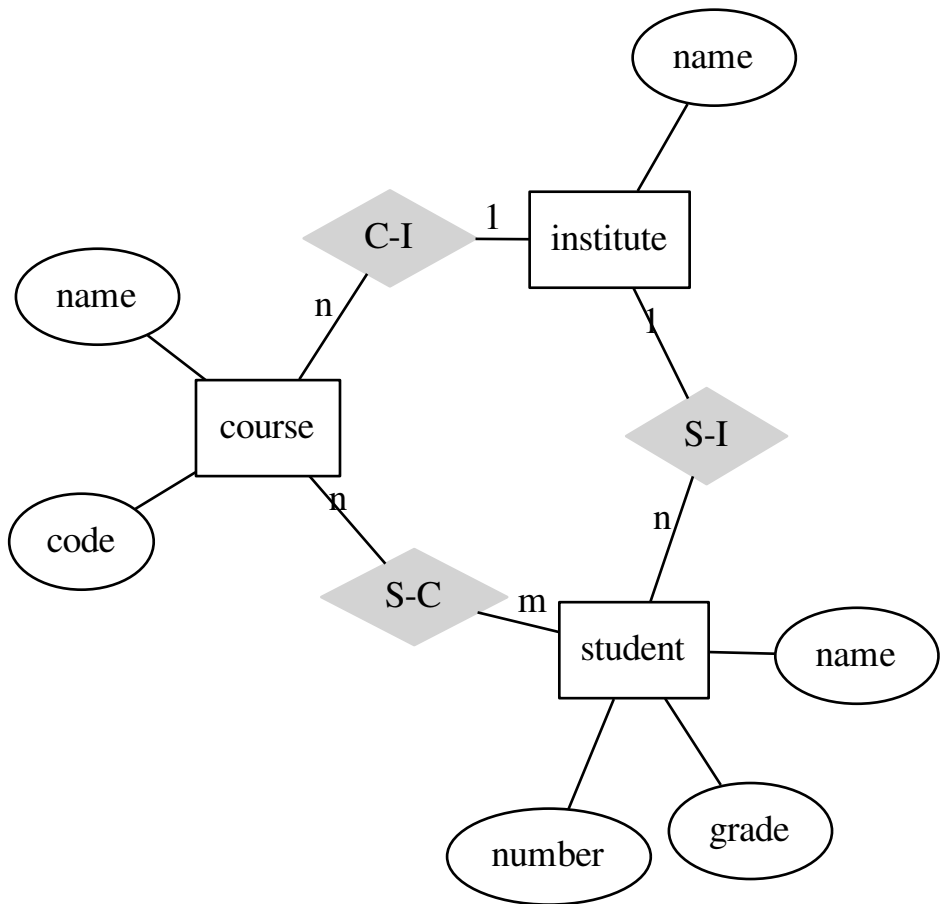 name
C-I
1
institute
name
n
1
course
S-I
n
n
code
S-C
m
student
name
grade
number